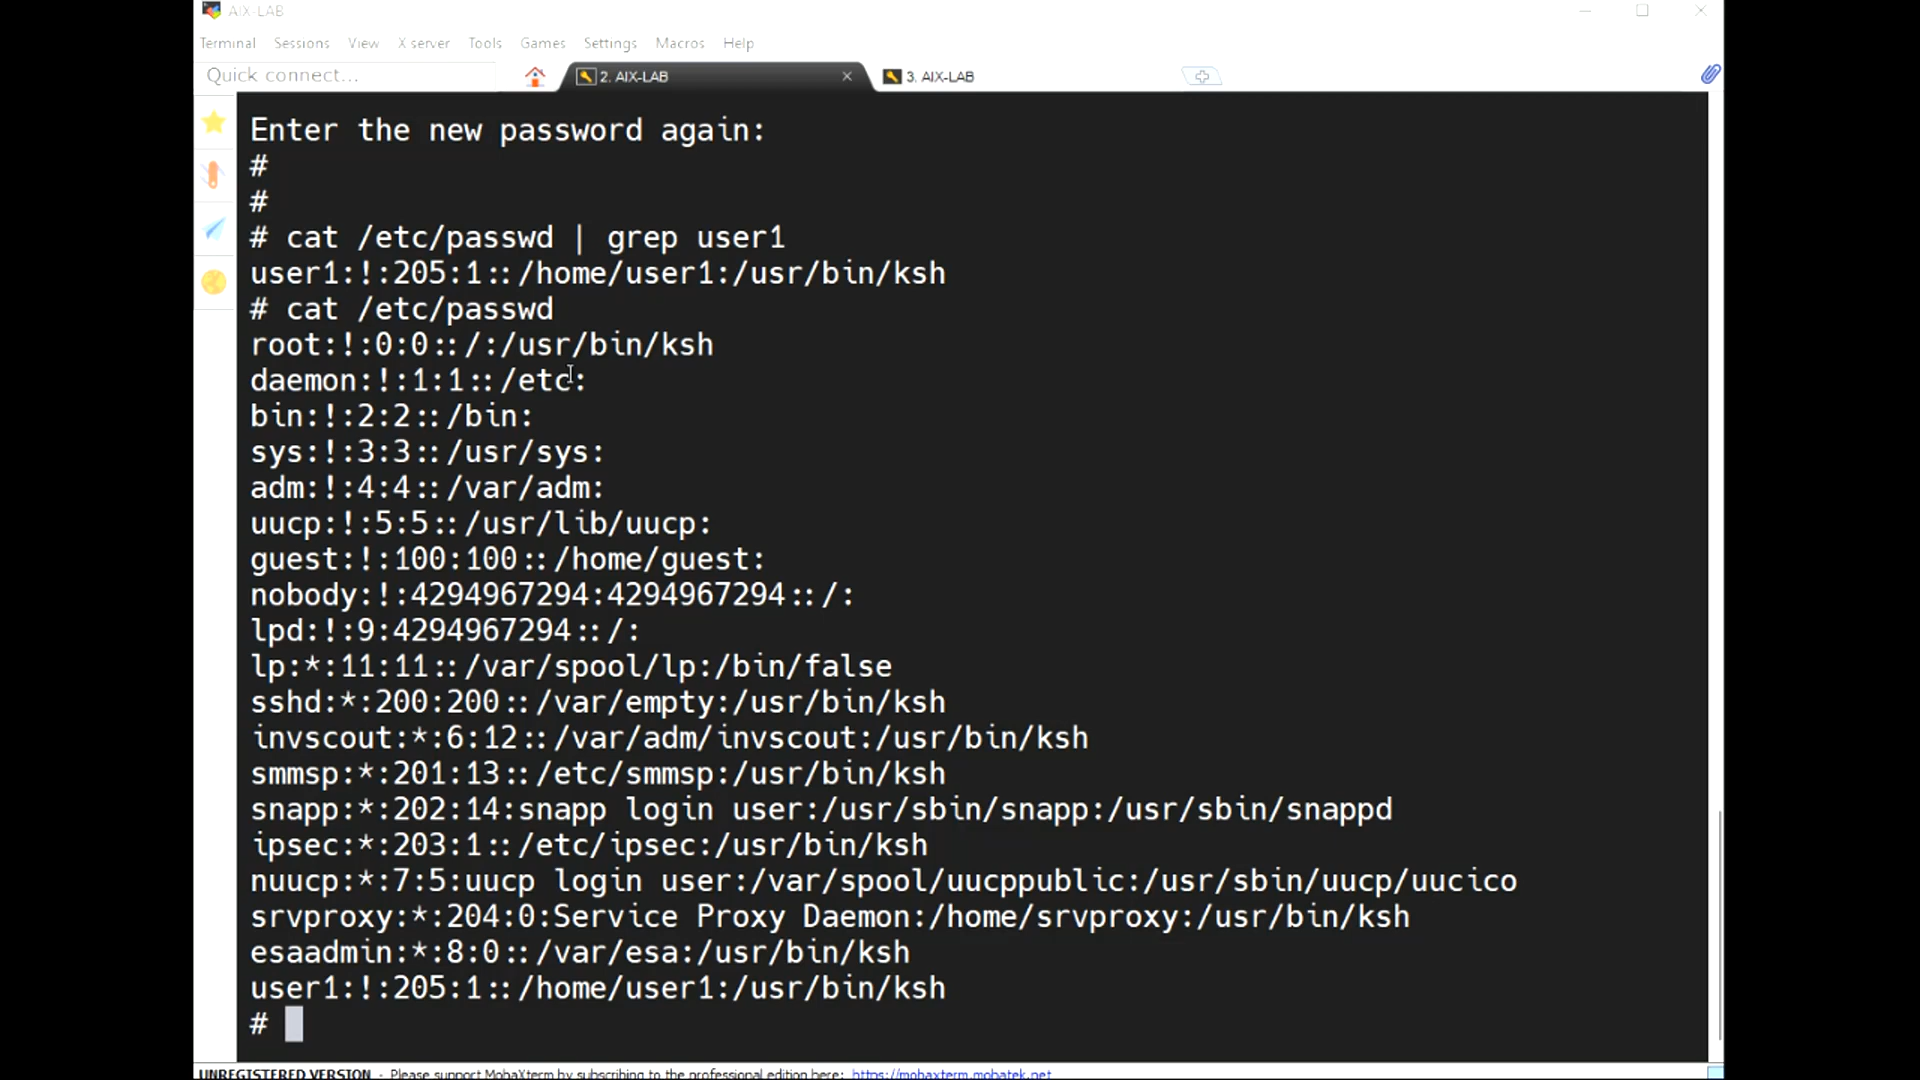 AIX-LAB
Terminal Sessions View X server Tools Games Settings Macros Help
Quick connect...
2. AIX-LAB
3. AIX-LAB
Enter the new password again:
#
#
# cat /etc/passwd | grep user1
user1:!:205:1::/home/user1:/usr/bin/ksh
# cat /etc/passwd
root:!:0:0::/:/usr/bin/ksh
daemon:!:1:1::/etc:
bin:!:2:2::/bin:
sys:!:3:3::/usr/sys:
adm:!:4:4::/var/adm:
uucp:!:5:5::/usr/lib/uucp:
guest:!:100:100::/home/guest:
nobody:!:4294967294:4294967294::/:
lpd:!:9:4294967294::/:
lp:*:11:11::/var/spool/lp:/bin/false
sshd:*:200:200::/var/empty:/usr/bin/ksh
invscout:*:6:12::/var/adm/invscout:/usr/bin/ksh
smmsp:*:201:13::/etc/smmsp:/usr/bin/ksh
snapp:*:202:14:snapp login user:/usr/sbin/snapp:/usr/sbin/snappd
ipsec:*:203:1::/etc/ipsec:/usr/bin/ksh
nuucp:*:7:5:uucp login user:/var/spool/uucppublic:/usr/sbin/uucp/uucico
srvproxy:*:204:0:Service Proxy Daemon:/home/srvproxy:/usr/bin/ksh
esaadmin:*:8:0::/var/esa:/usr/bin/ksh
user1:!:205:1::/home/user1:/usr/bin/ksh
#
UNREGISTERED VERSION - Please support MobaXterm by subscribing to the professional edition here: https://mobaxterm.mobatek.net